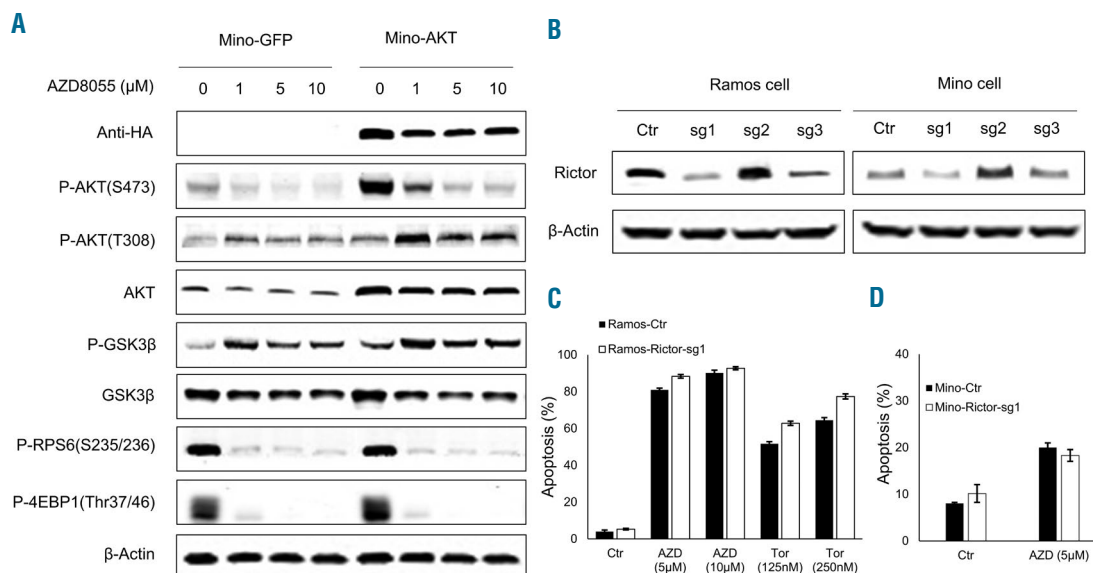 A
Mino-GFP Mino-AKT
AZD8055 (µM) 0 1 5 10 0 1 5 10
Anti-HA
P-AKT(S473)
P-AKT(T308)
AKT
P-GSK3β
GSK3β
P-RPS6(S235/236)
P-4EBP1(Thr37/46)
β-Actin
B
Ramos cell Mino cell
Ctr sg1 sg2 sg3 Ctr sg1 sg2 sg3
Rictor
β-Actin
C
Ramos-Ctr
Ramos-Rictor-sg1
Apoptosis (%)
100
80
60
40
20
0
Ctr AZD AZD Tor Tor
(5µM) (10µM) (125nM) (250nM)
D
Mino-Ctr
Mino-Rictor-sg1
Apoptosis (%)
40
30
20
10
0
Ctr AZD (5µM)